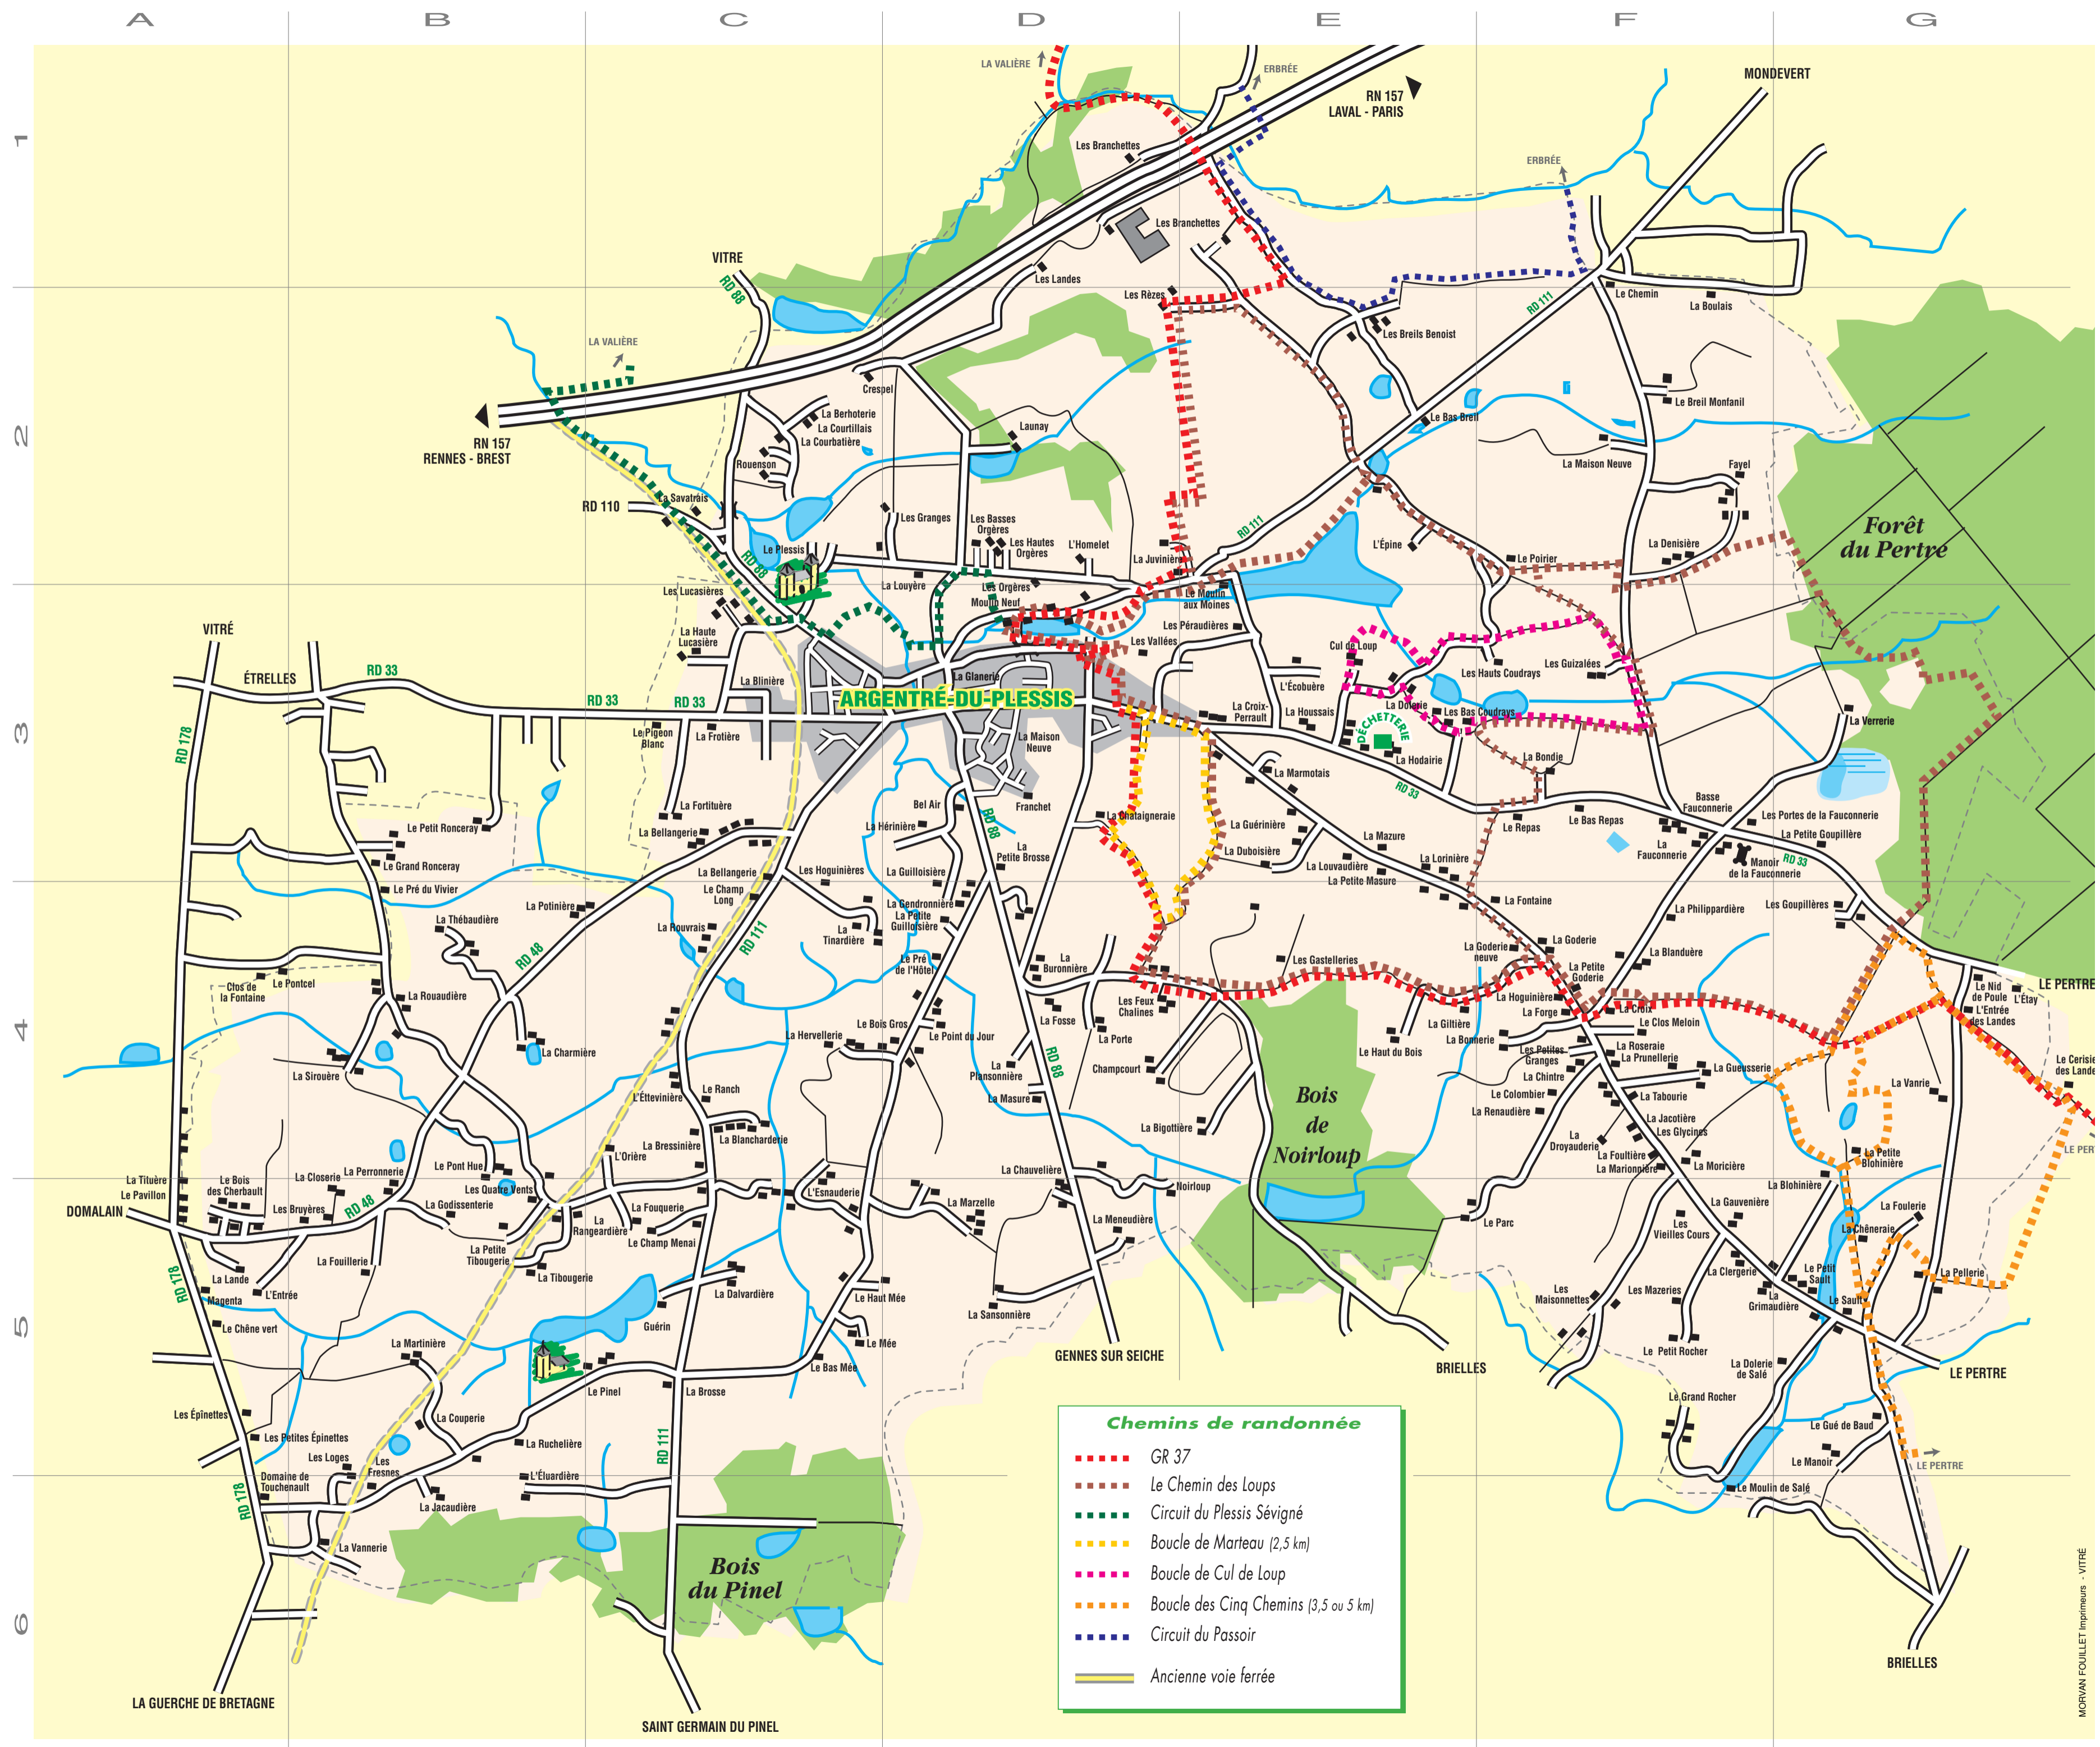 A
B
C
D
E
F
G
1
2
3
4
5
6
LA VALIÈRE
ERBRÉE
RN 157
LAVAL - PARIS
MONDEVERT
Les Branchettes
ERBRÉE
Les Branchettes
VITRE
RD 88
Les Landes
Les Rèzes
Le Chemin
La Boulais
RD 111
Les Breils Benoist
LA VALIÈRE
Crespel
La Berhoterie
La Courtillais
La Courbatière
Rouenson
Launay
Le Bas Breil
Le Breil Monfanil
La Maison Neuve
Fayel
RN 157
RENNES - BREST
RD 110
La Savatrais
Les Granges
Les Basses
Orgères
Les Hautes
Orgères
L'Homelet
La Juvinière
RD 111
L'Épine
Le Poirier
La Denisière
Forêt
du Pertre
Le Plessis
RD 88
La Louyère
Les Orgères
Moulin Neuf
Le Moulin
aux Moines
Les Lucasières
La Haute
Lucasière
Les Péraudières
Les Vallées
Cul de Loup
Les Hauts Coudrays
Les Guizalées
VITRÉ
ÉTRELLES
RD 33
RD 33
RD 33
La Blinière
La Glanerie
ARGENTRÉ-DU-PLESSIS
L'Écobuère
La Croix-
Perrault
La Houssais
La Dolerie
Les Bas Coudrays
DÉCHETTERIE
La Verrerie
RD 178
Le Pigeon
Blanc
La Frotière
La Maison
Neuve
La Hodairie
La Bondie
La Marmotais
RD 33
Franchet
Bel Air
RD 88
La Fortituère
La Bellangerie
La Hérinière
La Chataigneraie
La Guérinière
La Mazure
Le Repas
Le Bas Repas
Basse
Fauconnerie
Les Portes de la Fauconnerie
La Petite Goupillère
La
Fauconnerie
RD 33
Manoir
de la Fauconnerie
Le Petit Ronceray
Le Grand Ronceray
Le Pré du Vivier
La Bellangerie
Le Champ
Long
Les Hoguinières
La Guilloisière
La
Petite Brosse
La Duboisière
La Louvaudière
La Petite Masure
La Lorinière
La Thébaudière
La Potinière
La Rouvrais
RD 111
La
Tinardière
La Gendronnière
La Petite
Guilloisière
Le Pré
de l'Hôtel
La Fontaine
La Philippardière
Les Goupillères
RD 48
La Goderie
neuve
La Goderie
La Blanduère
La Petite
Goderie
Clos de
la Fontaine
Le Pontcel
La Rouaudière
La
Buronnière
Les Gastelleries
LE PERTRE
Le Nid
de Poule
L'Étay
L'Entrée
des Landes
Les Feux
Chalines
La Hoguinière
La Forge
La Croix
Le Clos Meloin
La Fosse
La Porte
La Giltière
La Bonnerie
La Hervellerie
Le Bois Gros
Le Point du Jour
La Sirouère
La Charmière
La
Plansonnière
RD 88
Champcourt
Le Haut du Bois
Les Petites
Granges
La Roseraie
La Prunellerie
La Chintre
La Gueusserie
La Vanrie
L'Étteviniere
Le Ranch
La Masure
Bois
de
Noirloup
Le Colombier
La Tabourie
La Renaudière
La Jacotière
Les Glycines
La Bressinière
La Blancharderie
La Bigottière
La
Droyauderie
La Foultière
La Marionnière
La Moricière
La Petite
Blohinière
La Blohinière
La Tituère
Le Pavillon
Le Bois
des Cherbault
La Closerie
La Perronnerie
Le Pont Hue
L'Orière
Les Quatre Vents
La Chauvelière
Noirloup
DOMALAIN
Les Bruyères
RD 48
La Godissenterie
La
Rangeardière
La Fouquerie
Le Champ Menai
L'Esnauderie
La Marzelle
La Meneudière
Le Parc
La Gauvenière
Les
Vieilles Cours
La Foulerie
La Chêneraie
La Petite
Tibougerie
La Tibougerie
La Fouillerie
La Lande
RD 178
Magenta
L'Entrée
La Dalvardière
Le Haut Mée
La Sansonnière
Les
Maisonnettes
Les Mazeries
La Clergerie
Le Petit
Sault
La
Grimaudière
Le Sault
La Pellerie
Le Chêne vert
La Martinière
Guérin
Le Mée
Le Bas Mée
GENNES SUR SEICHE
BRIELLES
Le Petit Rocher
La Dolerie
de Salé
LE PERTRE
Le Pinel
La Brosse
Les Épinettes
La Couperie
Le Grand Rocher
Le Gué de Baud
Les Petites Épinettes
Les Loges
Les
Fresnes
La Ruchelière
RD 111
Le Manoir
LE PERTRE
Domaine de
Touchenault
L'Éluardière
La Jacaudière
Le Moulin de Salé
RD 178
La Vannerie
Bois
du Pinel
Chemins de randonnée
GR 37
Le Chemin des Loups
Circuit du Plessis Sévigné
Boucle de Marteau (2,5 km)
Boucle de Cul de Loup
Boucle des Cinq Chemins (3,5 ou 5 km)
Circuit du Passoir
Ancienne voie ferrée
BRIELLES
LA GUERCHE DE BRETAGNE
SAINT GERMAIN DU PINEL
MORVAN FOUILLET Imprimeurs - VITRÉ